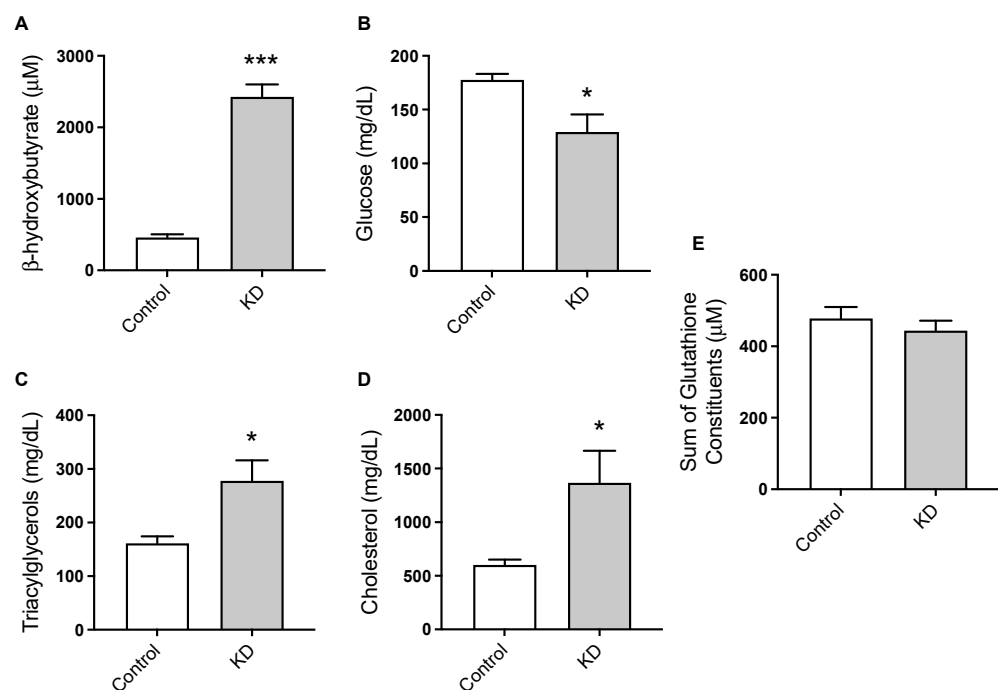 A
β-hydroxybutyrate (μM)
3000
2000
1000
0
***
Control
KD
B
Glucose (mg/dL)
200
150
100
50
0
*
Control
KD
C
Triacylglycerols (mg/dL)
400
300
200
100
0
*
Control
KD
D
Cholesterol (mg/dL)
2000
1500
1000
500
0
*
Control
KD
E
Sum of Glutathione
Constituents (μM)
600
400
200
0
Control
KD